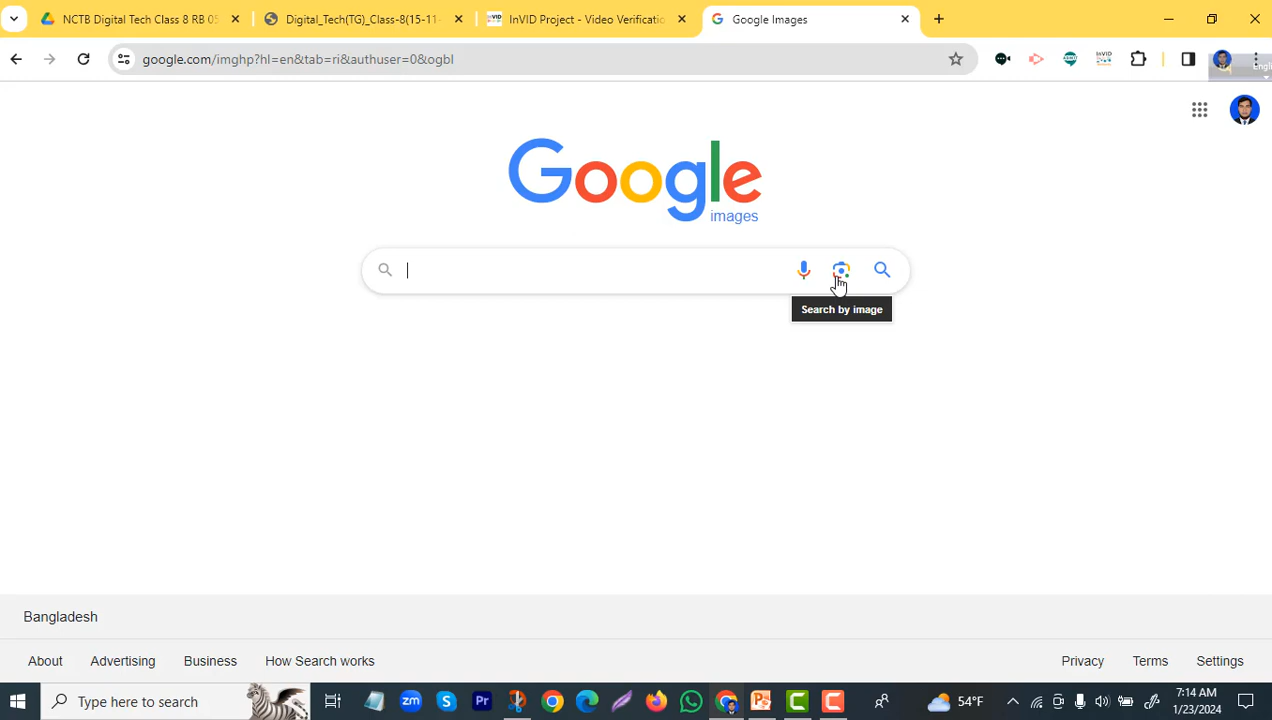 NCTB Digital Tech Class 8 RB 05
Digital_Tech(TG)_Class-8(15-11-
InVID Project - Video Verificatio
Google Images
google.com/imghp?hl=en&tab=ri&authuser=0&ogbl
Engli
Google
images
Search by image
Bangladesh
About
Advertising
Business
How Search works
Privacy
Terms
Settings
Type here to search
54°F
7:14 AM
1/23/2024